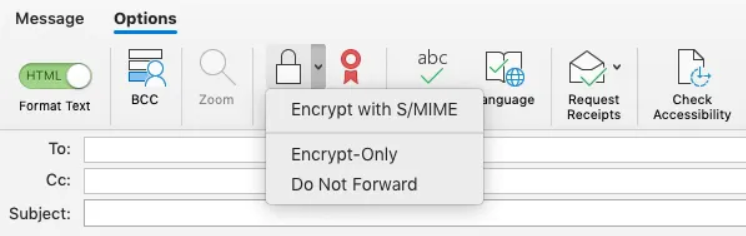 Message Options
HTML
Format Text
BCC
Zoom
abc
Request
Receipts
Check
Accessibility
Encrypt with S/MIME
Encrypt-Only
Do Not Forward
To:
Cc:
Subject: